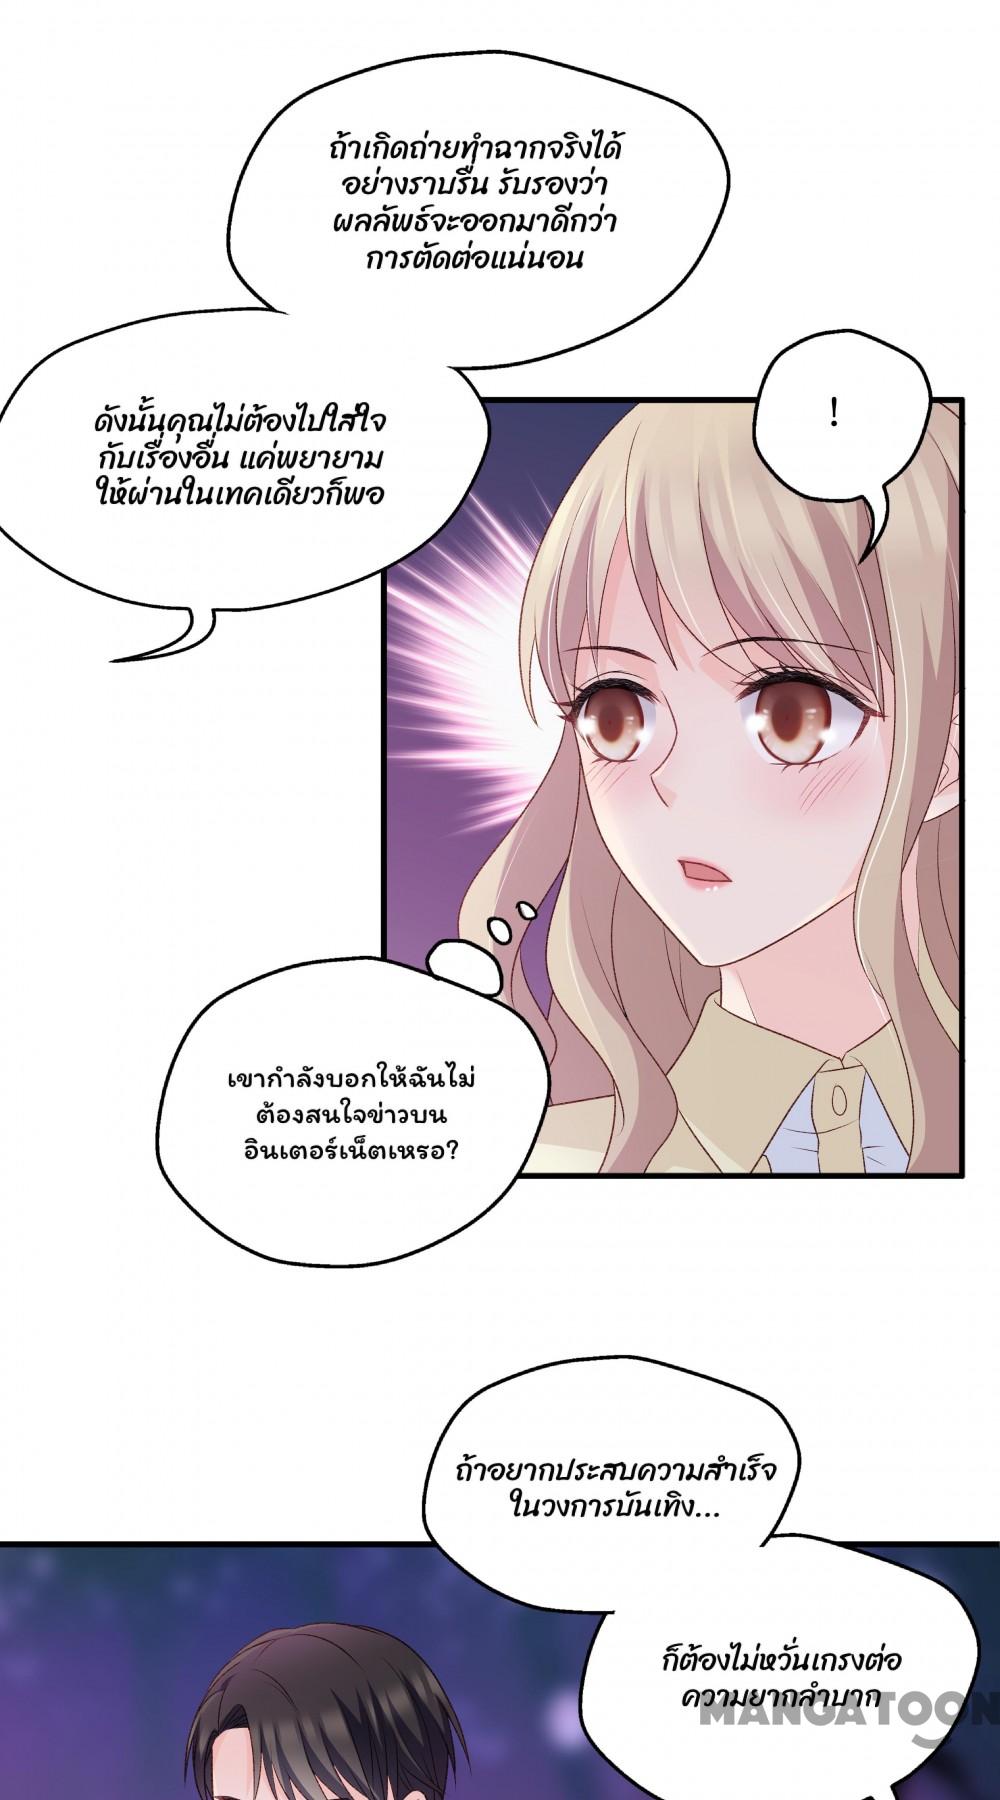 ถ้าเกิดถ่ายทำฉากจริงได้
อย่างราบรื่น รับรองว่า
ผลลัพธ์จะออกมาดีกว่า
การตัดต่อแน่นอน
ดังนั้นคุณไม่ต้องไปใส่ใจ
กับเรื่องอื่น แค่พยายาม
ให้ผ่านในเทคเดียวก็พอ
!
เขากำลังบอกให้ฉันไม่
ต้องสนใจข่าวบน
อินเตอร์เน็ตเหรอ?
ถ้าอยากประสบความสำเร็จ
ในวงการบันเทิง...
ก็ต้องไม่หวั่นเกรงต่อ
ความยากลำบาก
MANGATOON